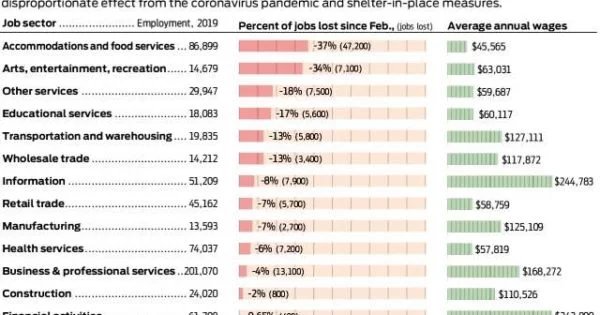 disproportionate effect from the coronavirus pandemic and shelter-in-place measures.
Job sector ..................... Employment, 2019 Percent of jobs lost since Feb., (jobs lost) Average annual wages
Accommodations and food services ... 86,899 -37% (47,200) $45,565
Arts, entertainment, recreation...... 14,679 -34% (7,100) $63,031
Other services ................................ 29,947 -18% (7,500) $59,687
Educational services ...................... 18,083 -17% (5,600) $60,117
Transportation and warehousing .... 19,835 -13% (5,800) $127,111
Wholesale trade ............................. 14,212 -13% (3,400) $117,872
Information .................................... 51,209 -8% (7,900) $244,783
Retail trade..................................... 45,162 -7% (5,700) $58,759
Manufacturing................................ 13,593 -7% (2,700) $125,109
Health services............................... 74,037 -6% (7,200) $57,819
Business & professional services ..201,070 -4% (13,100) $168,272
Construction .................................. 24,020 -2% (800) $110,526